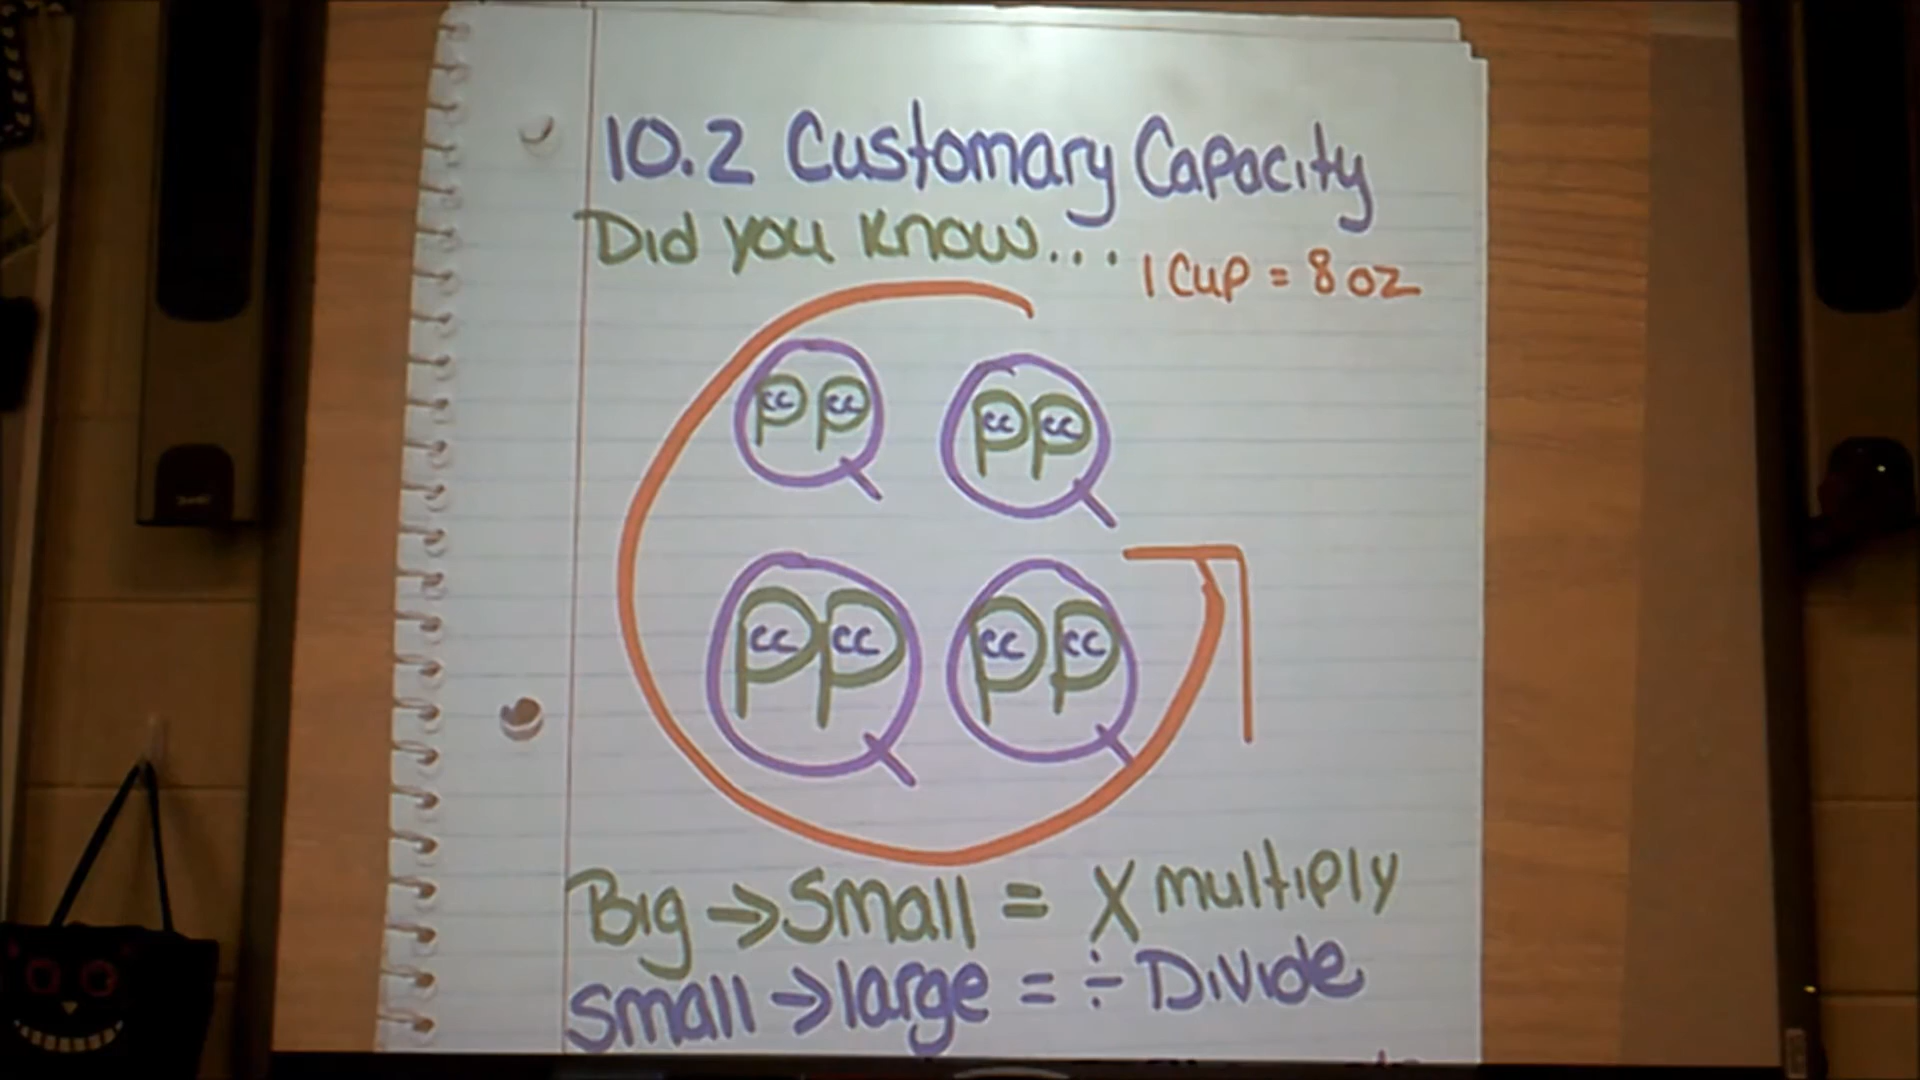 10.2 Customary Capacity
Did you know...
1 Cup = 8 oz
G
Q Q
P P P P
cc cc cc cc
Q Q
P P P P
cc cc cc cc
Big → Small = X multiply
Small → large = ÷ Divide